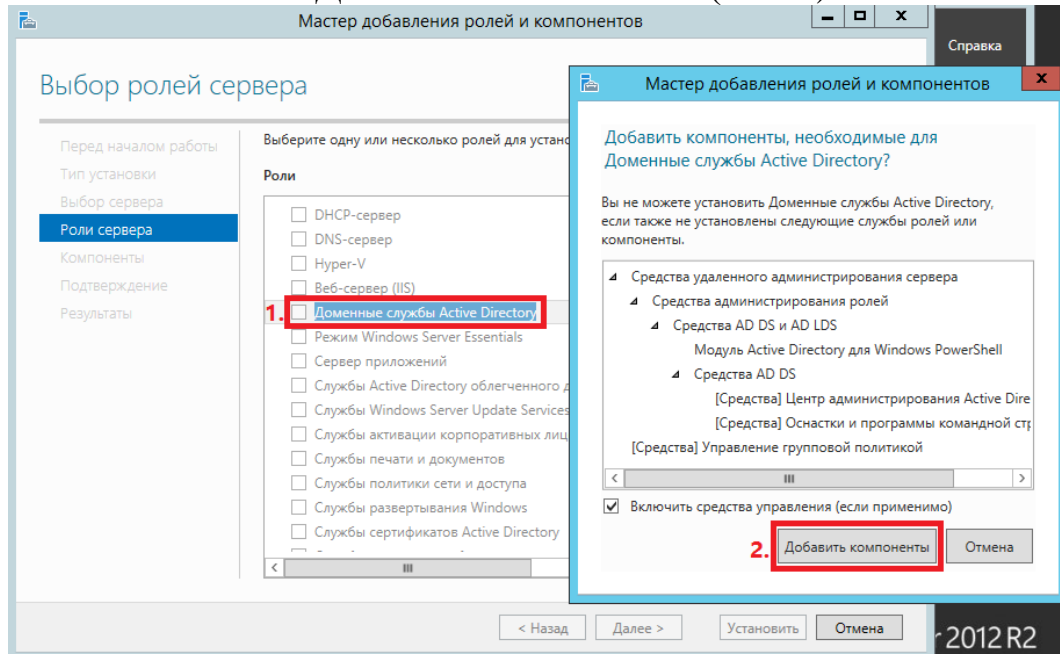 Мастер добавления ролей и компонентов
Справка
Выбор ролей сервера
Перед началом работы
Тип установки
Выбор сервера
Роли сервера
Компоненты
Подтверждение
Результаты
Выберите одну или несколько ролей для
Роли
DHCP-сервер
DNS-сервер
Hyper-V
Веб-сервер (IIS)
1. Доменные службы Active Directory
Режим Windows Server Essentials
Сервер приложений
Службы Active Directory облегченного
Службы Windows Server Update Services
Службы активации корпоративных
Службы печати и документов
Службы политики сети и доступа
Службы развертывания Windows
Службы сертификатов Active Directory
< Назад Далее > Установить Отмена
Мастер добавления ролей и компонентов
Добавить компоненты, необходимые для
Доменные службы Active Directory?
Вы не можете установить Доменные службы Active Directory,
если также не установлены следующие службы ролей или
компоненты.
Средства удаленного администрирования сервера
Средства администрирования ролей
Средства AD DS и AD LDS
Модуль Active Directory для Windows PowerShell
Средства AD DS
[Средства] Центр администрирования Active Dire
[Средства] Оснастки и программы командной
[Средства] Управление групповой политикой
Включить средства управления (если применимо)
2. Добавить компоненты Отмена
2012 R2